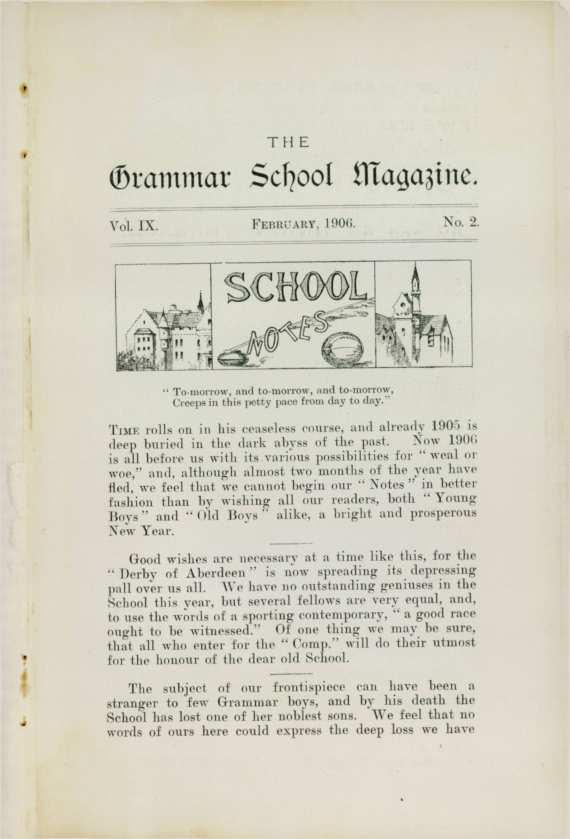 THE
Grammar School Magazine.
Vol. IX. FEBRUARY, 1906. No. 2.
SCHOOL
NOTES
" To-morrow, and to-morrow, and to-morrow,
Creeps in this petty pace from day to day."
TIME rolls on in his ceaseless course, and already 1905 is
deep buried in the dark abyss of the past. Now 1906
is all before us with its various possibilities for " weal or
woe," and, although almost two months of the year have
fled, we feel that we cannot begin our " Notes " in better
fashion than by wishing all our readers, both " Young
Boys " and " Old Boys " alike, a bright and prosperous
New Year.
Good wishes are necessary at a time like this, for the
" Derby of Aberdeen " is now spreading its depressing
pall over us all. We have no outstanding geniuses in the
School this year, but several fellows are very equal, and,
to use the words of a sporting contemporary, " a good race
ought to be witnessed." Of one thing we may be sure,
that all who enter for the " Comp." will do their utmost
for the honour of the dear old School.
The subject of our frontispiece can have been a
stranger to few Grammar boys, and by his death the
School has lost one of her noblest sons. We feel that no
words of ours here could express the deep loss we have